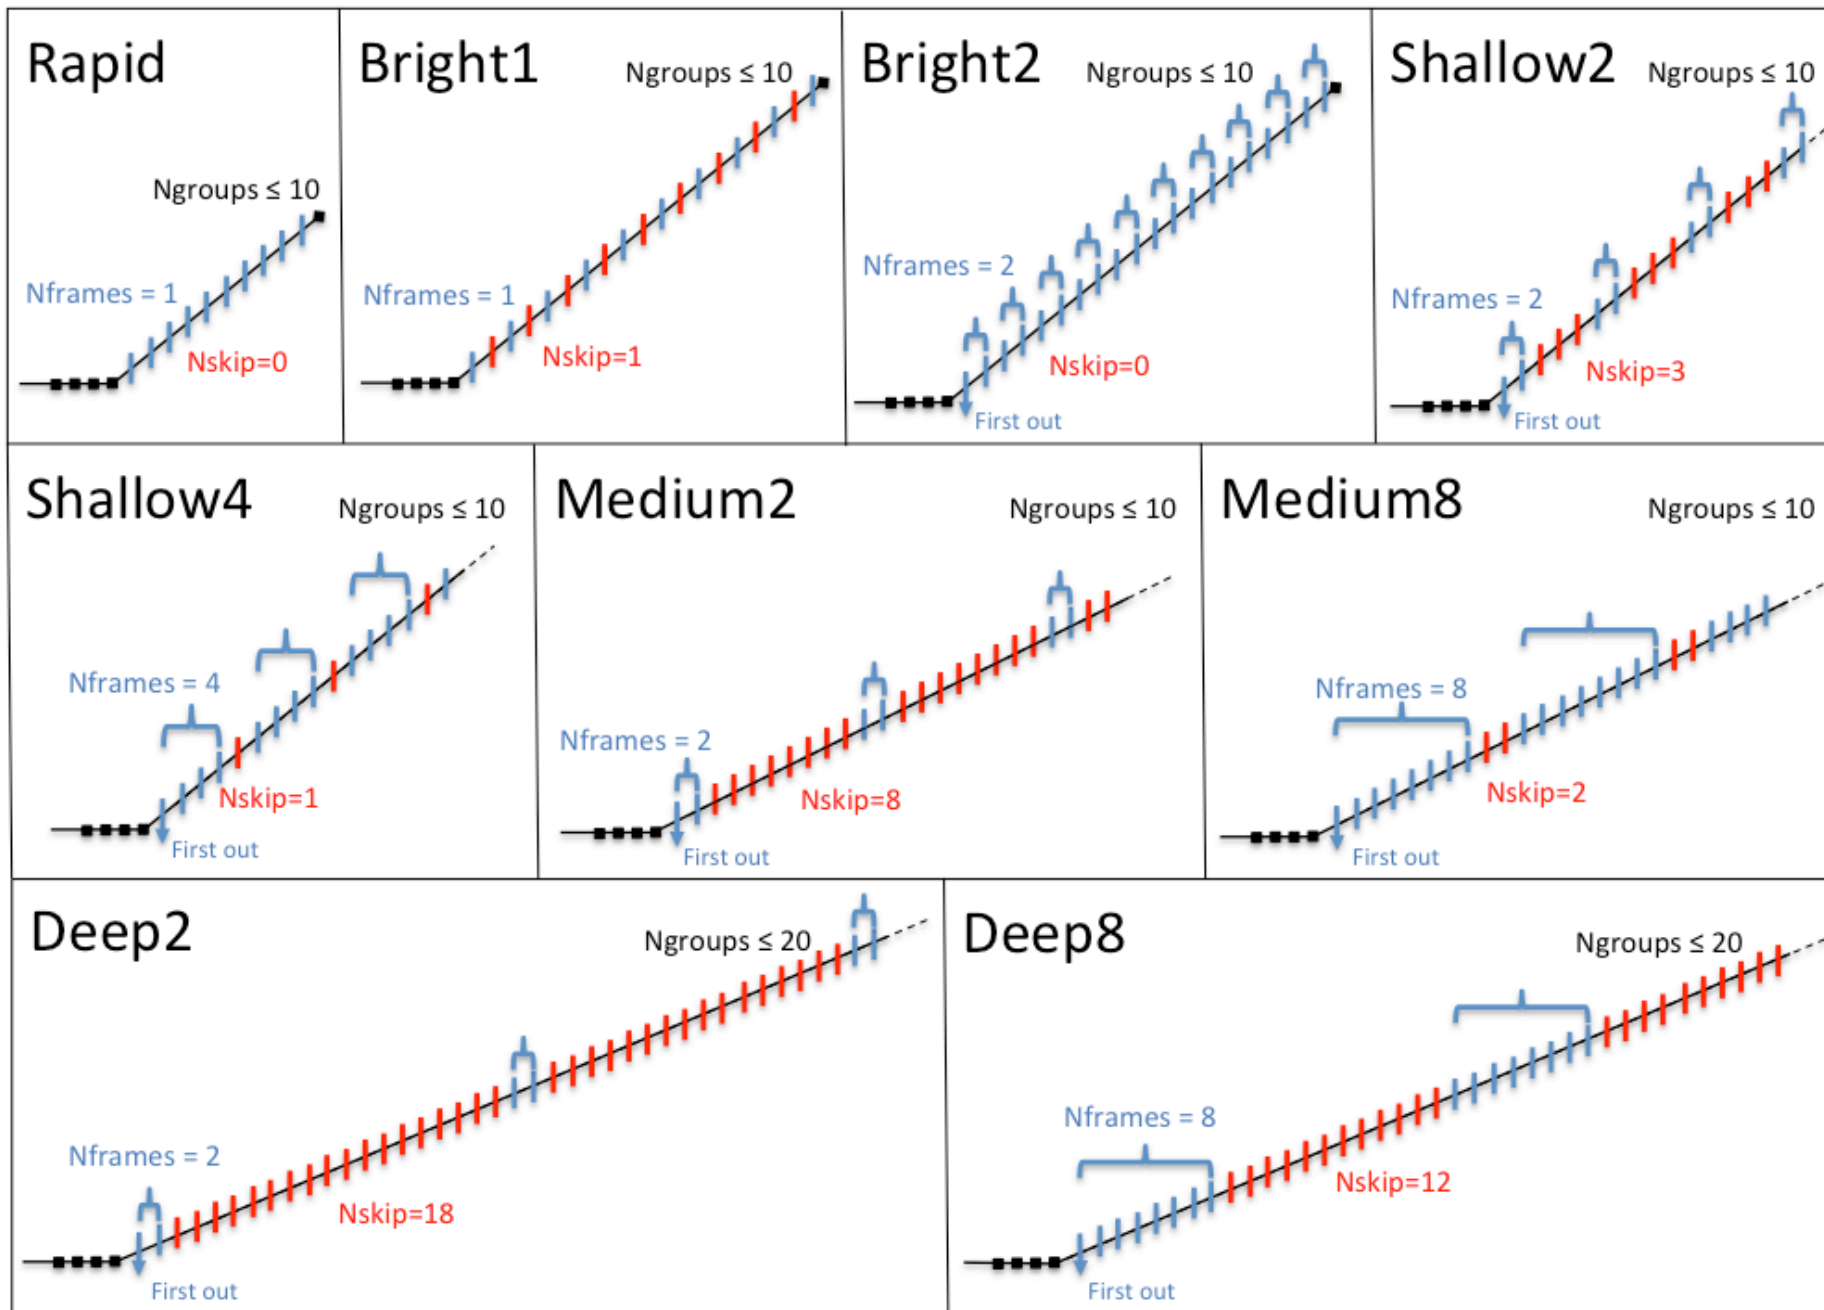 Rapid
Ngroups ≤ 10
Nframes = 1
Nskip=0
Bright1
Ngroups ≤ 10
Nframes = 1
Nskip=1
Bright2
Ngroups ≤ 10
Nframes = 2
Nskip=0
First out
Shallow2
Ngroups ≤ 10
Nframes = 2
Nskip=3
First out
Shallow4
Ngroups ≤ 10
Nframes = 4
Nskip=1
First out
Medium2
Ngroups ≤ 10
Nframes = 2
Nskip=8
First out
Medium8
Ngroups ≤ 10
Nframes = 8
Nskip=2
First out
Deep2
Ngroups ≤ 20
Nframes = 2
Nskip=18
First out
Deep8
Ngroups ≤ 20
Nframes = 8
Nskip=12
First out